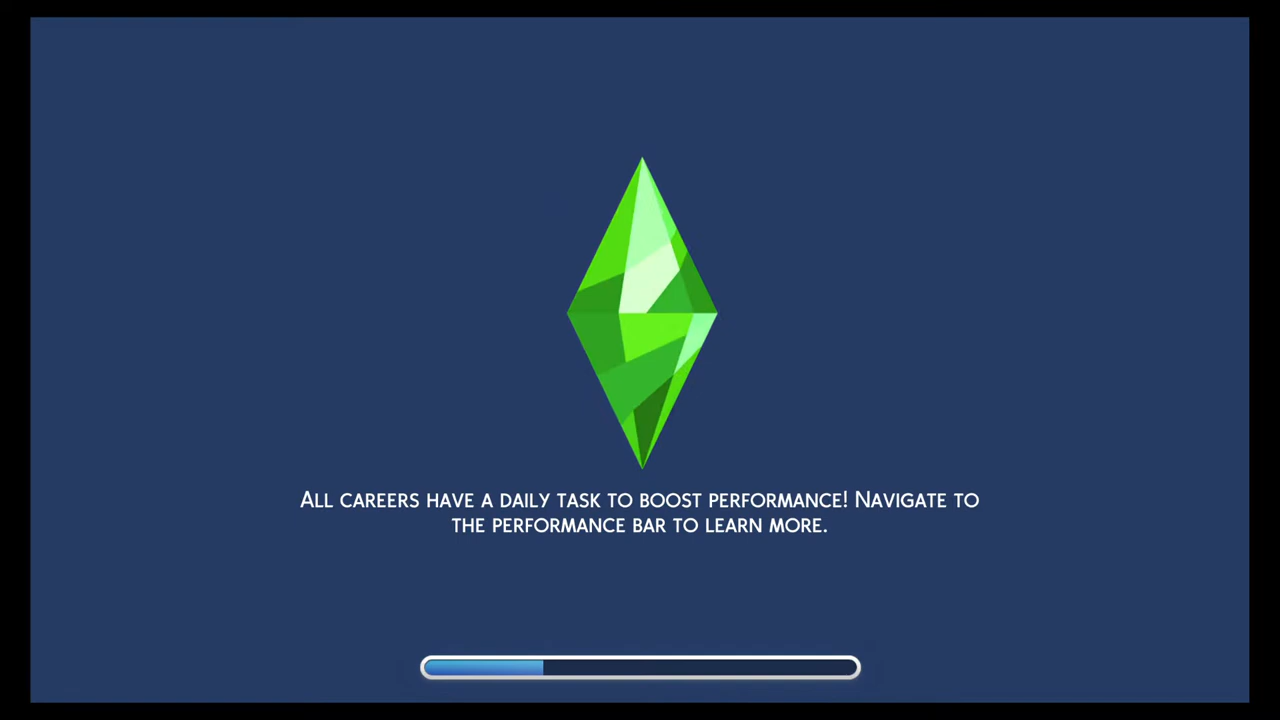 All careers have a daily task to boost performance! Navigate to
the performance bar to learn more.